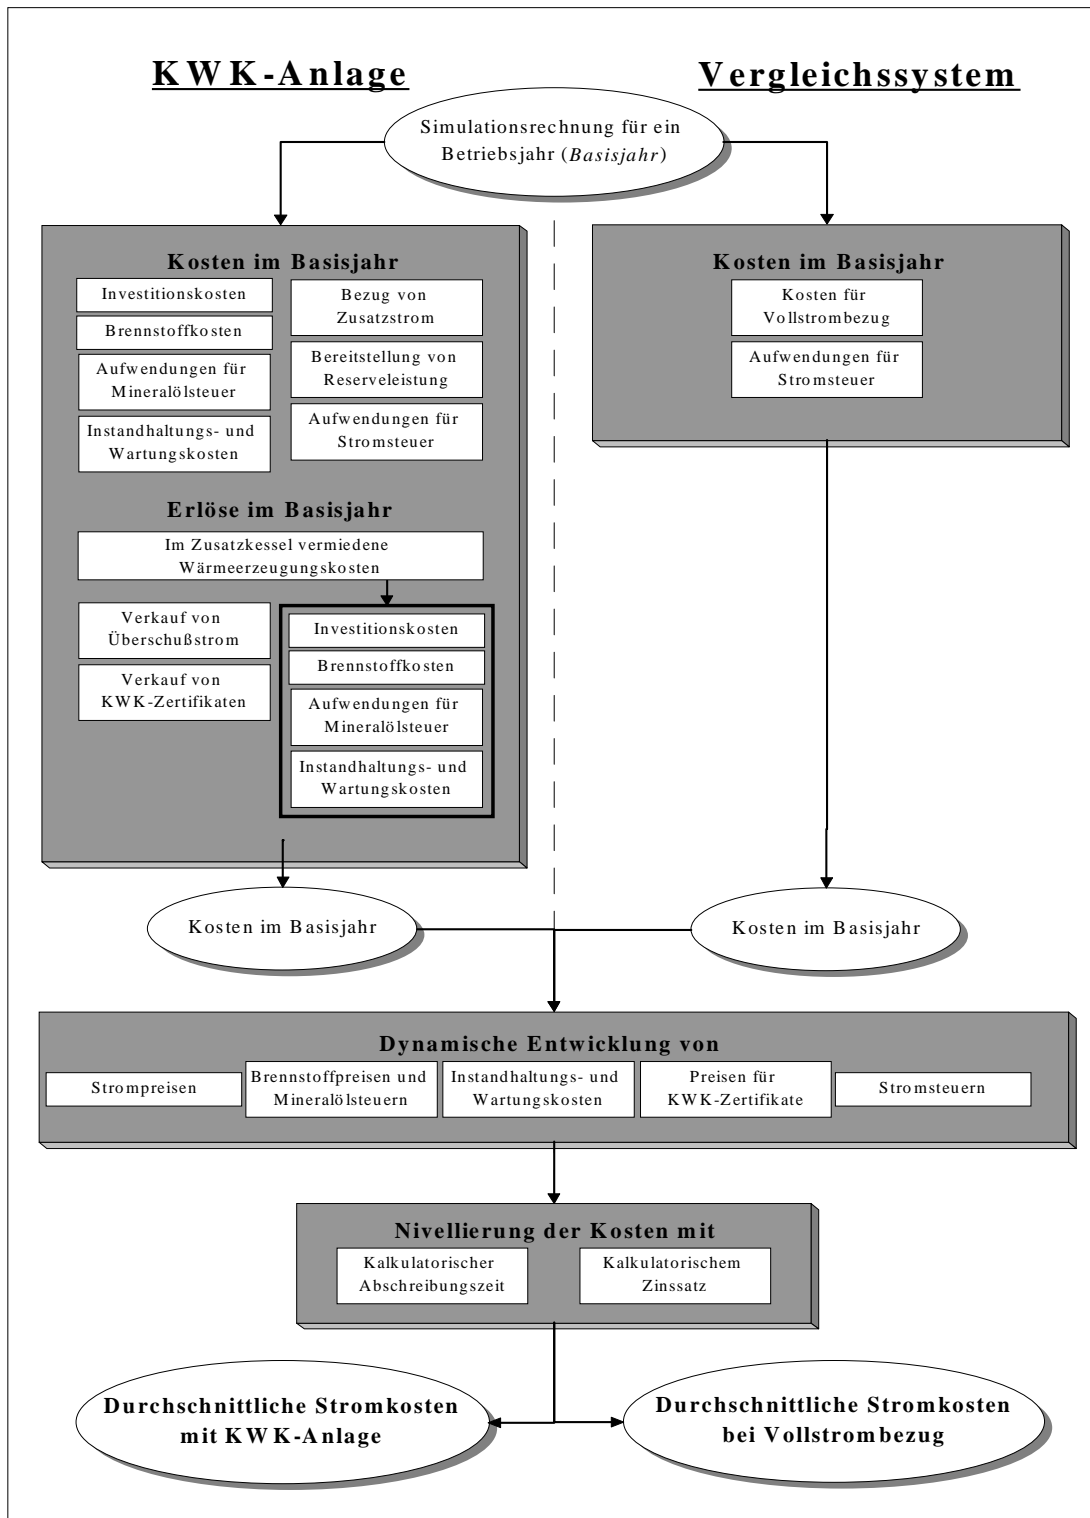 KWK-Anlage
Vergleichssystem
Simulationsrechnung für ein
Betriebsjahr (Basisjahr)
Kosten im Basisjahr
Investitionskosten
Brennstoffkosten
Aufwendungen für
Mineralölsteuer
Instandhaltungs- und
Wartungskosten
Bezug von
Zusatzstrom
Bereitstellung von
Reserveleistung
Aufwendungen für
Stromsteuer
Erlöse im Basisjahr
Im Zusatzkessel vermiedene
Wärmeerzeugungskosten
Verkauf von
Überschußstrom
Verkauf von
KWK-Zertifikaten
Investitionskosten
Brennstoffkosten
Aufwendungen für
Mineralölsteuer
Instandhaltungs- und
Wartungskosten
Kosten im Basisjahr
Kosten für
Vollstrombezug
Aufwendungen für
Stromsteuer
Kosten im Basisjahr
Kosten im Basisjahr
Dynamische Entwicklung von
Strompreisen
Brennstoffpreisen und
Mineralölsteuern
Instandhaltungs- und
Wartungskosten
Preisen für
KWK-Zertifikate
Stromsteuern
Nivellierung der Kosten mit
Kalkulatorischer
Abschreibungszeit
Kalkulatorischem
Zinssatz
Durchschnittliche Stromkosten
mit KWK-Anlage
Durchschnittliche Stromkosten
bei Vollstrombezug